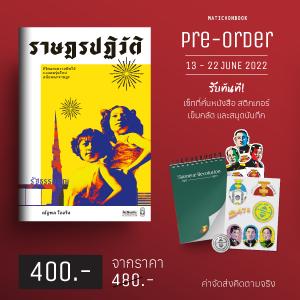 MATICHONBOOK
Pre-order
13 - 22 JUNE 2022
รับทันที!
เซ็ทที่คั่นหนังสือ สติกเกอร์
เข็มกลัด และสมุดบันทึก
ราษฎรปฏิวัติ
ณัฐพล ใจจริง
2475
400.-
จากราคา
480.-
ค่าจัดส่งคิดตามจริง